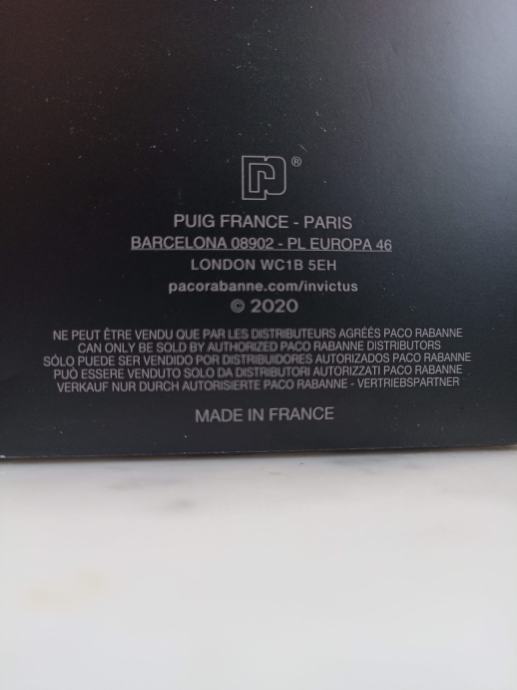 PUIG FRANCE - PARIS
BARCELONA 08902 - PL EUROPA 46
LONDON WC1B 5EH
pacorabanne.com/invictus
© 2020
NE PEUT ÊTRE VENDU QUE PAR LES DISTRIBUTEURS AGRÉÉS PACO RABANNE
CAN ONLY BE SOLD BY AUTHORIZED PACO RABANNE DISTRIBUTORS
SÓLO PUEDE SER VENDIDO POR DISTRIBUIDORES AUTORIZADOS PACO RABANNE
PUÒ ESSERE VENDUTO SOLO DA DISTRIBUTORI AUTORIZZATI PACO RABANNE
VERKAUF NUR DURCH AUTORISIERTE PACO RABANNE - VERTRIEBSPARTNER
MADE IN FRANCE